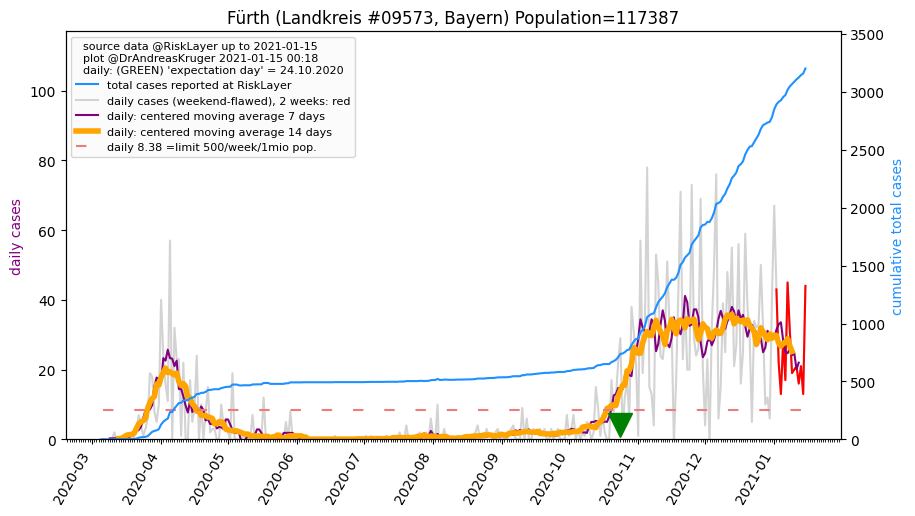 Fürth (Landkreis #09573, Bayern) Population=117387
source data @RiskLayer up to 2021-01-15
plot @DrAndreasKruger 2021-01-15 00:18
daily: (GREEN) 'expectation day' = 24.10.2020
total cases reported at RiskLayer
daily cases (weekend-flawed), 2 weeks: red
daily: centered moving average 7 days
daily: centered moving average 14 days
daily 8.38 =limit 500/week/1mio pop.
daily cases
100
80
60
40
20
0
cumulative total cases
3500
3000
2500
2000
1500
1000
500
0
2020-03
2020-04
2020-05
2020-06
2020-07
2020-08
2020-09
2020-10
2020-11
2020-12
2021-01